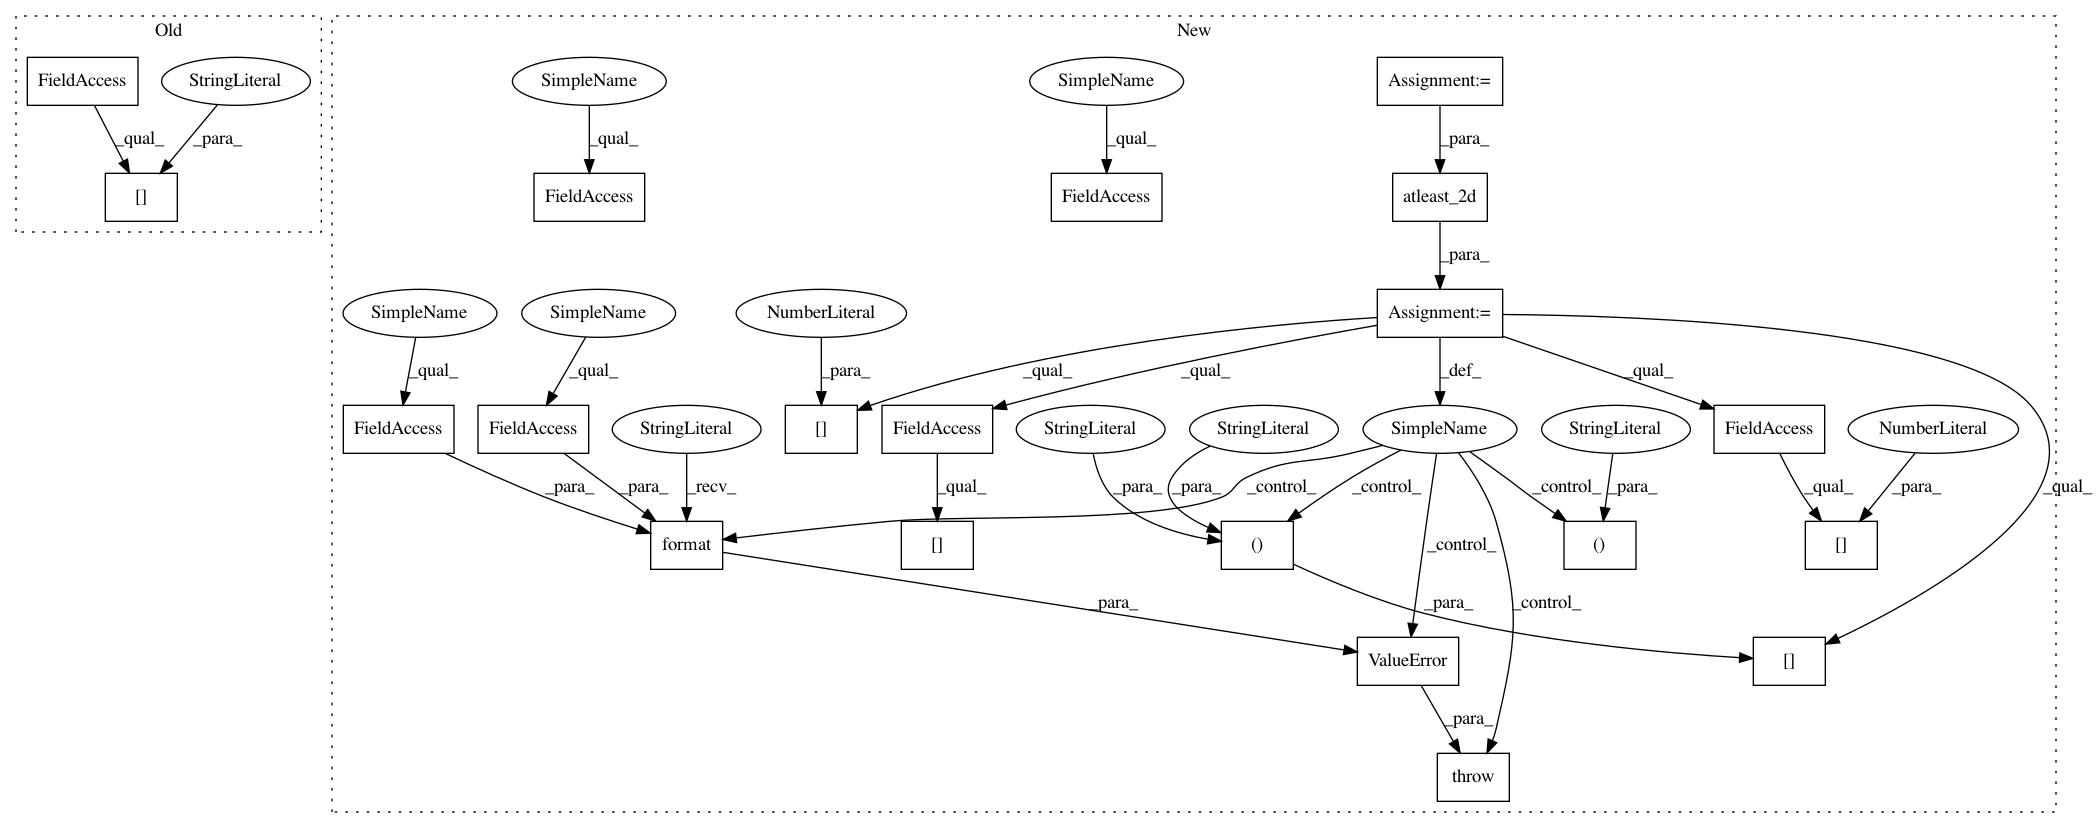 Old
New
FieldAccess
StringLiteral
SimpleName
SimpleName
Assignment:=
_qual_
_para_
_qual_
_qual_
_para_
[]
FieldAccess
FieldAccess
atleast_2d
_para_
SimpleName
SimpleName
NumberLiteral
Assignment:=
_qual_
_qual_
_para_
_qual_
_qual_
_def_
_qual_
FieldAccess
FieldAccess
StringLiteral
[]
FieldAccess
StringLiteral
StringLiteral
SimpleName
StringLiteral
FieldAccess
NumberLiteral
_para_
_para_
_recv_
_qual_
_para_
_para_
_control_
_control_
_control_
_para_
_qual_
_para_
_qual_
format
[]
()
()
[]
_control_
_para_
_para_
_control_
ValueError
[]
_para_
throw